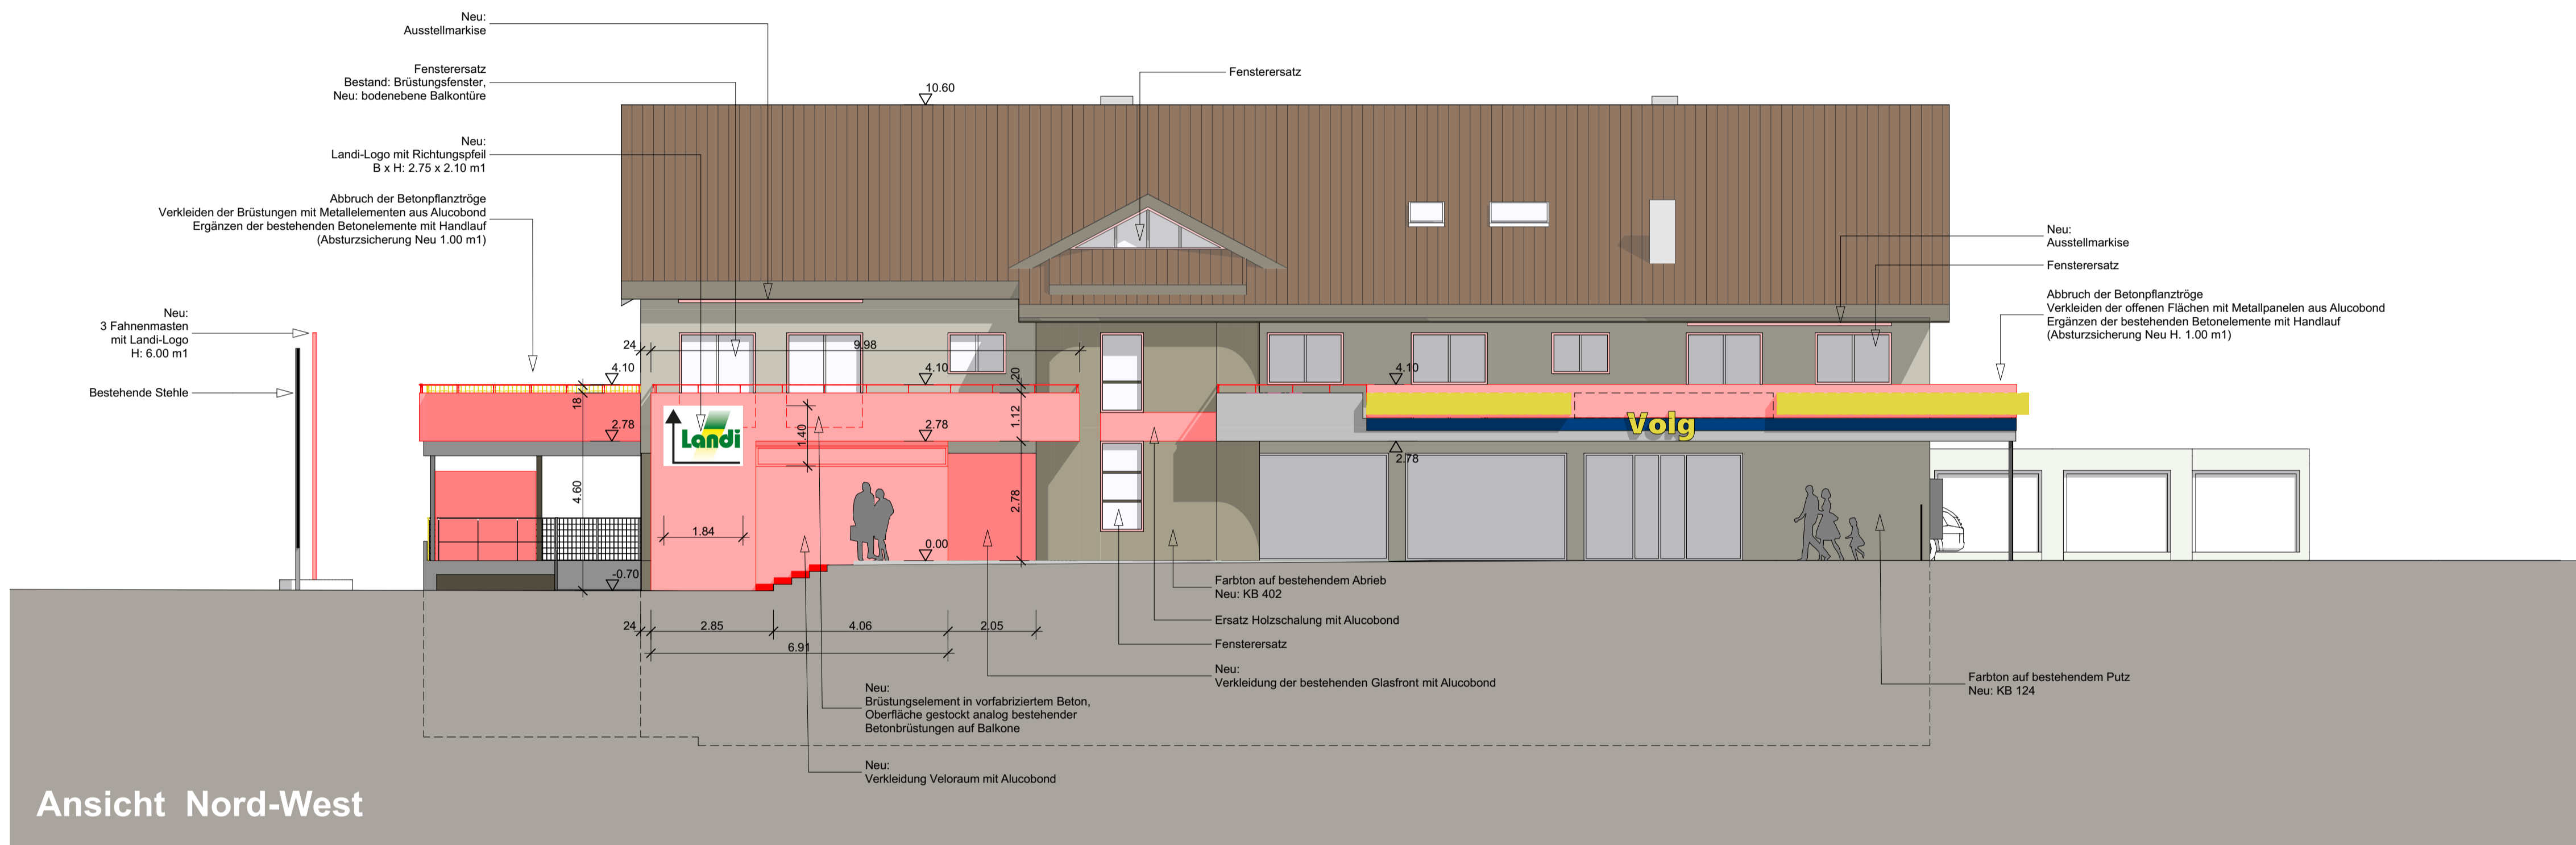 Neu:
Ausstellmarkise
Fensterersatz
Bestand: Brüstungsfenster,
Neu: bodenebene Balkontüre
Neu:
Landi-Logo mit Richtungspfeil
B x H: 2.75 x 2.10 m1
Abbruch der Betonpflanztröge
Verkleiden der Brüstungen mit Metallelementen aus Alucobond
Ergänzen der bestehenden Betonelemente mit Handlauf
(Absturzsicherung Neu 1.00 m1)
Neu:
3 Fahnenmasten
mit Landi-Logo
H: 6.00 m1
Bestehende Stehle
Fensterersatz
10.60
Neu:
Ausstellmarkise
Fensterersatz
Abbruch der Betonpflanztröge
Verkleiden der offenen Flächen mit Metallpanelen aus Alucobond
Ergänzen der bestehenden Betonelemente mit Handlauf
(Absturzsicherung Neu H. 1.00 m1)
24
9.98
4.10
4.10
20
4.10
18
2.78
1.40
2.78
1.12
2.78
Landi
Volg
4.60
1.84
2.78
0.00
-0.70
24
2.85
4.06
2.05
6.91
Farbton auf bestehendem Abrieb
Neu: KB 402
Ersatz Holzschalung mit Alucobond
Fensterersatz
Neu:
Verkleidung der bestehenden Glasfront mit Alucobond
Neu:
Brüstungselement in vorfabriziertem Beton,
Oberfläche gestockt analog bestehender
Betonbrüstungen auf Balkone
Neu:
Verkleidung Veloraum mit Alucobond
Farbton auf bestehendem Putz
Neu: KB 124
Ansicht Nord-West